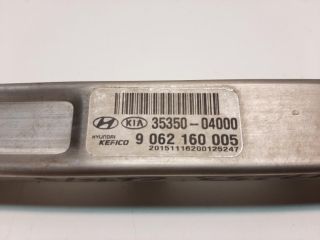 KIA 35350-04000
HYUNDAI
KEFICO 9 062 160 005
20151116200125247